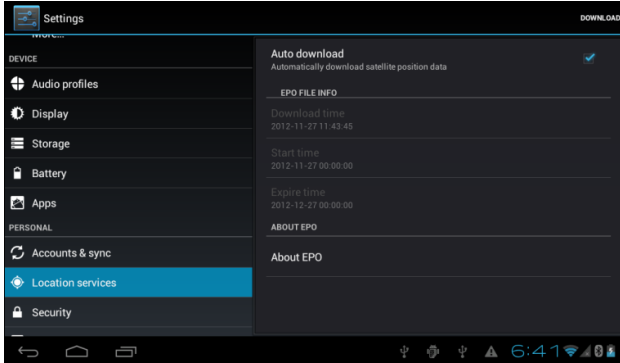 Settings
DOWNLOAD
More...
DEVICE
Audio profiles
Display
Storage
Battery
Apps
PERSONAL
Accounts & sync
Location services
Security
Auto download
Automatically download satellite position data
EPO FILE INFO
Download time
2012-11-27 11:43:45
Start time
2012-11-27 00:00:00
Expire time
2012-12-27 00:00:00
ABOUT EPO
About EPO
6:41